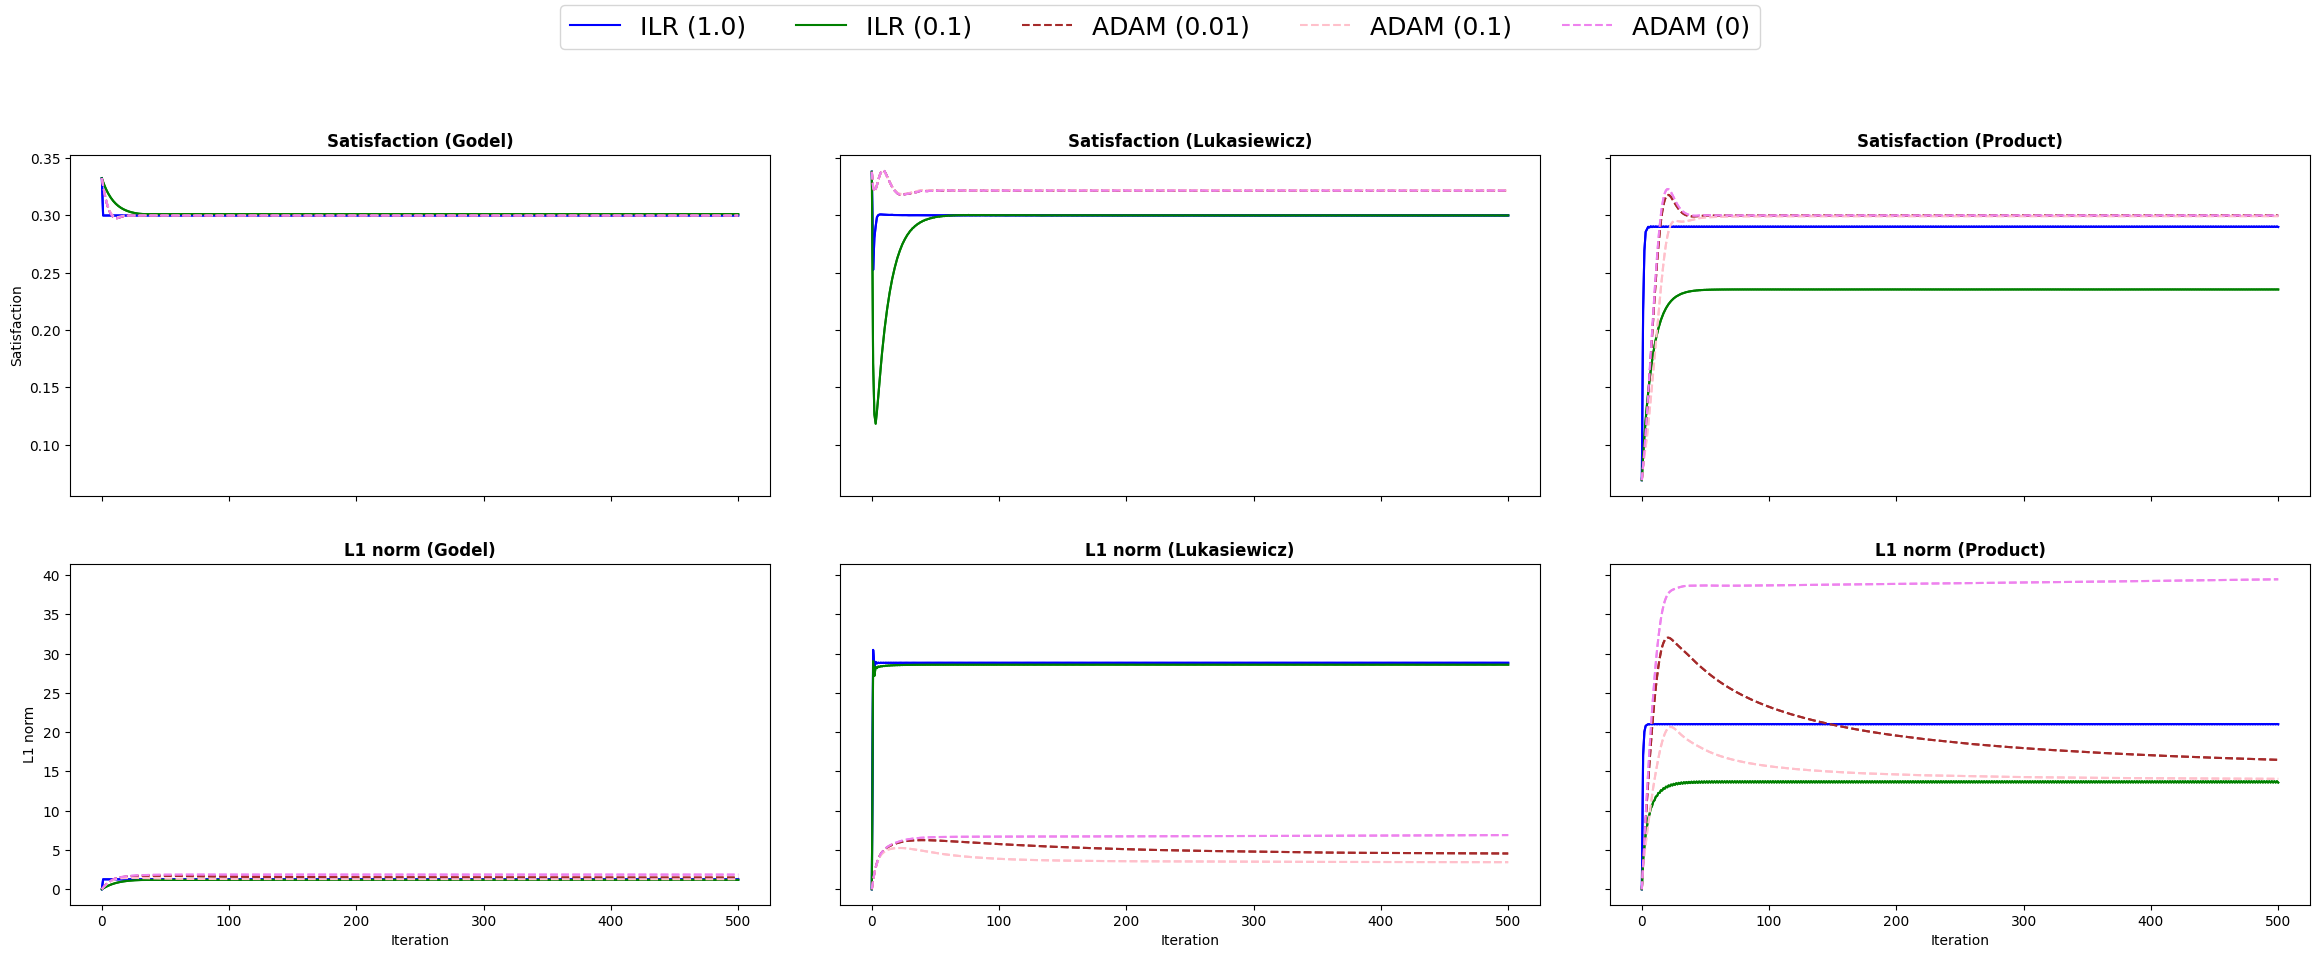 ILR (1.0) ILR (0.1) ADAM (0.01) ADAM (0.1) ADAM (0)
Satisfaction (Godel) Satisfaction (Lukasiewicz) Satisfaction (Product)
0.35
0.30
0.25
0.20
0.15
0.10
Satisfaction
L1 norm (Godel) L1 norm (Lukasiewicz) L1 norm (Product)
40
35
30
25
20
15
10
5
0
L1 norm
0 100 200 300 400 500 0 100 200 300 400 500 0 100 200 300 400 500
Iteration Iteration Iteration